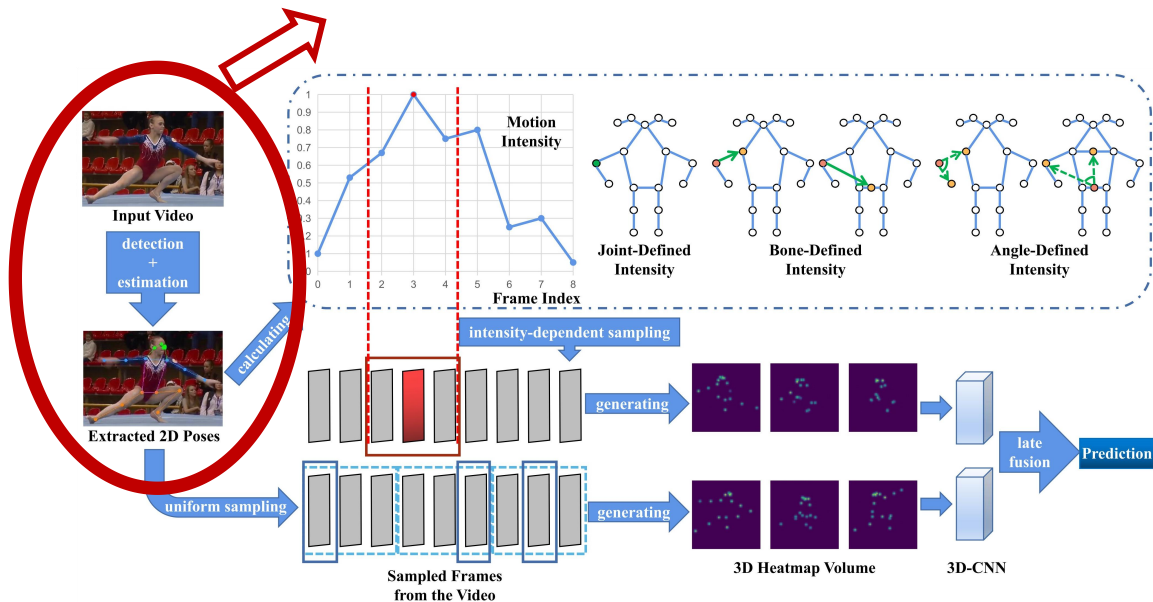 Input Video
detection
+
estimation
Extracted 2D Poses
calculating
uniform sampling
1
0.9
0.8
0.7
0.6
0.5
0.4
0.3
0.2
0.1
0
0 1 2 3 4 5 6 7 8
Motion
Intensity
Frame Index
Joint-Defined
Intensity
Bone-Defined
Intensity
Angle-Defined
Intensity
intensity-dependent sampling
generating
generating
Sampled Frames
from the Video
3D Heatmap Volume
3D-CNN
late
fusion
Prediction